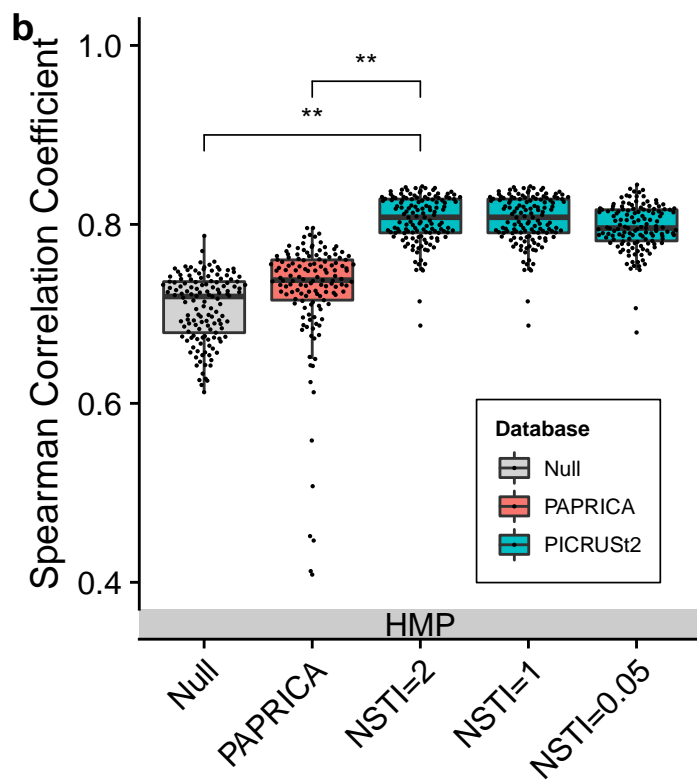 b
Spearman Correlation Coefficient
1.0
0.8
0.6
0.4
**
**
Database
Null
PAPRICA
PICRUSt2
HMP
Null
PAPRICA
NSTI=2
NSTI=1
NSTI=0.05